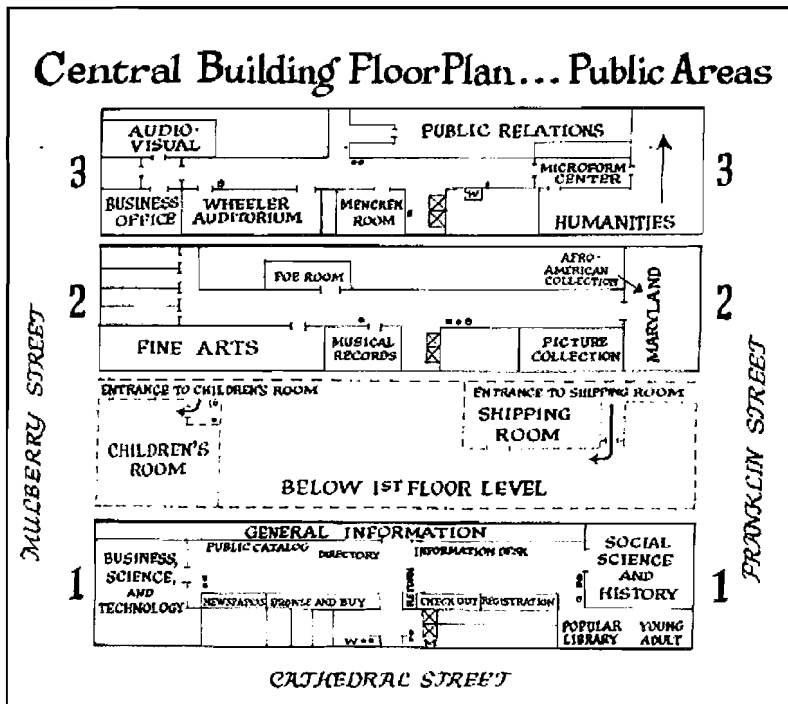 Central Building Floor Plan... Public Areas
3
AUDIO-
VISUAL
PUBLIC RELATIONS
MICROFORM
CENTER
3
BUSINESS
OFFICE
WHEELER
AUDITORIUM
MENCKEN
ROOM
W
HUMANITIES
2
POE ROOM
AFRO-
AMERICAN
COLLECTION
MARYLAND
2
FINE ARTS
MUSICAL
RECORDS
PICTURE
COLLECTION
MULBERRY STREET
FRANKLIN STREET
ENTRANCE TO CHILDREN'S ROOM
ENTRANCE TO SHIPPING ROOM
CHILDREN'S
ROOM
SHIPPING
ROOM
BELOW 1ST FLOOR LEVEL
GENERAL INFORMATION
1
BUSINESS,
SCIENCE,
AND
TECHNOLOGY
PUBLIC CATALOG
DIRECTORY
INFORMATION DESK
SOCIAL
SCIENCE
AND
HISTORY
1
BROWSE AND BUY
RETURN
CHECK OUT
REGISTRATION
W
POPULAR
LIBRARY
YOUNG
ADULT
CATHEDRAL STREET